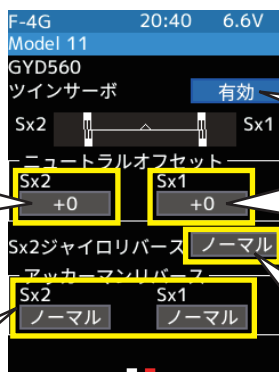 F-4G 20:40 6.6V
Model 11
GYD560
ツインサーボ 有効
Sx2 Sx1
ニュートラルオフセット
Sx2 Sx1
+0 +0
Sx2ジャイロリバース ノーマル
アッカーマンリバース
Sx2 Sx1
ノーマル ノーマル